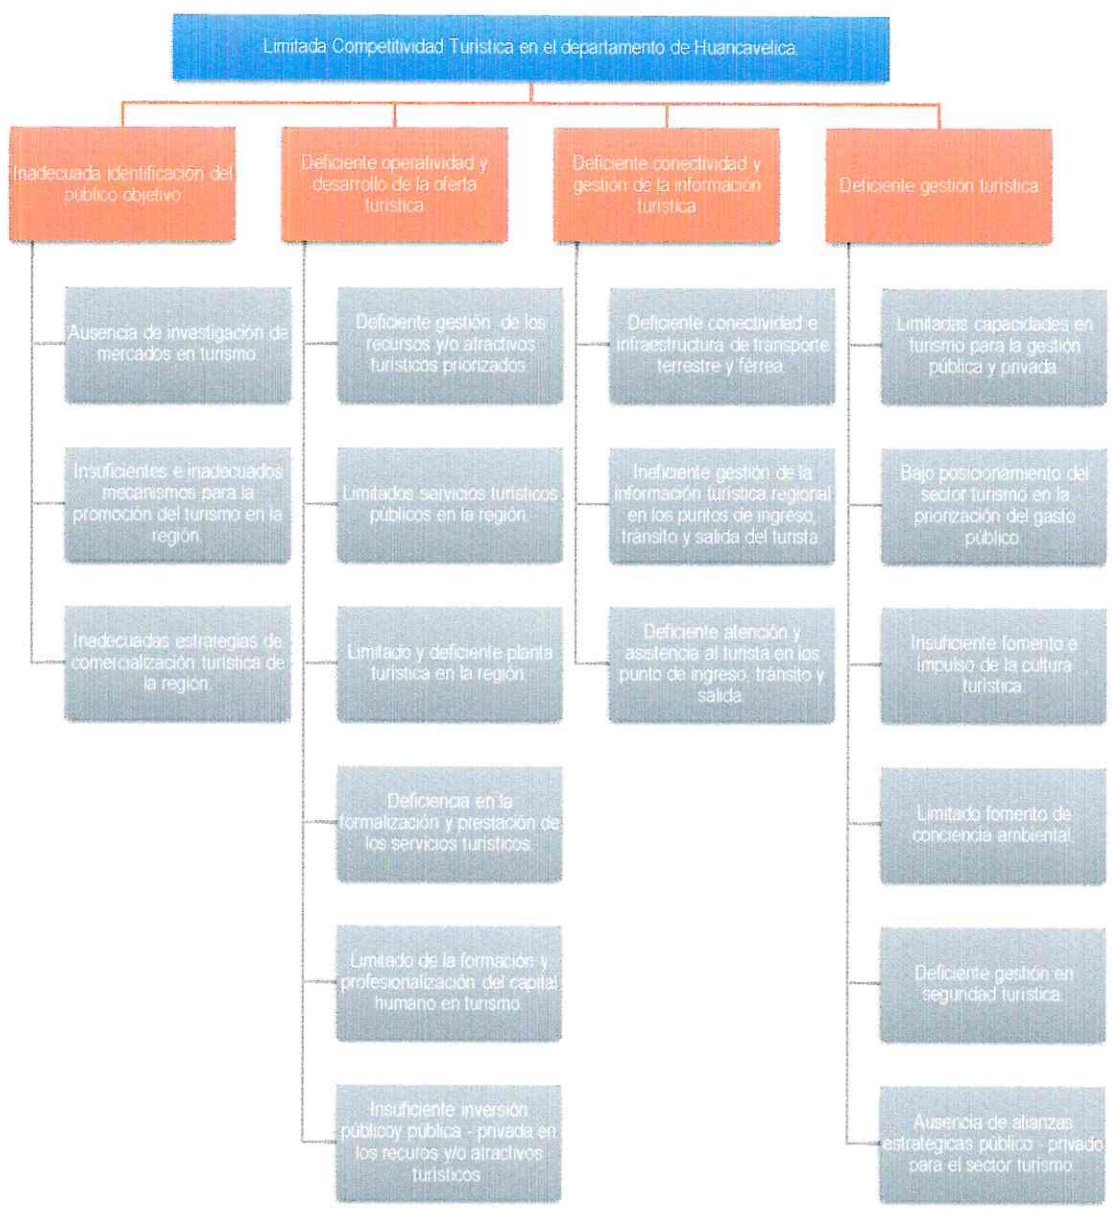 Limitada Competitividad Turística en el departamento de Huancavelica.
Inadecuada identificación del
público objetivo
Deficiente operatividad y
desarrollo de la oferta
turística
Deficiente conectividad y
gestión de la información
turística
Deficiente gestión turística
Ausencia de investigación de
mercados en turismo.
Insuficientes e inadecuados
mecanismos para la
promoción del turismo en la
región.
Inadecuadas estrategias de
comercialización turística de
la región.
Deficiente gestión de los
recursos y/o atractivos
turísticos priorizados
Limitados servicios turísticos
públicos en la región.
Limitado y deficiente planta
turística en la región
Deficiencia en la
formalización y prestación de
los servicios turísticos.
Limitado de la formación y
profesionalización del capital
humano en turismo.
Insuficiente inversión
públicoy pública - privada en
los recuros y/o atractivos
turísticos
Deficiente conectividad e
infraestructura de transporte
terrestre y férrea.
Ineficiente gestión de la
información turística regional
en los puntos de ingreso,
tránsito y salida del turista.
Deficiente atención y
asistencia al turista en los
punto de ingreso, tránsito y
salida.
Limitadas capacidades en
turismo para la gestión
pública y privada
Bajo posicionamiento del
sector turismo en la
priorización del gasto
público
Insuficiente fomento e
impulso de la cultura
turística.
Limitado fomento de
conciencia ambiental.
Deficiente gestión en
seguridad turística.
Ausencia de alianzas
estratégicas público - privado
para el sector turismo.